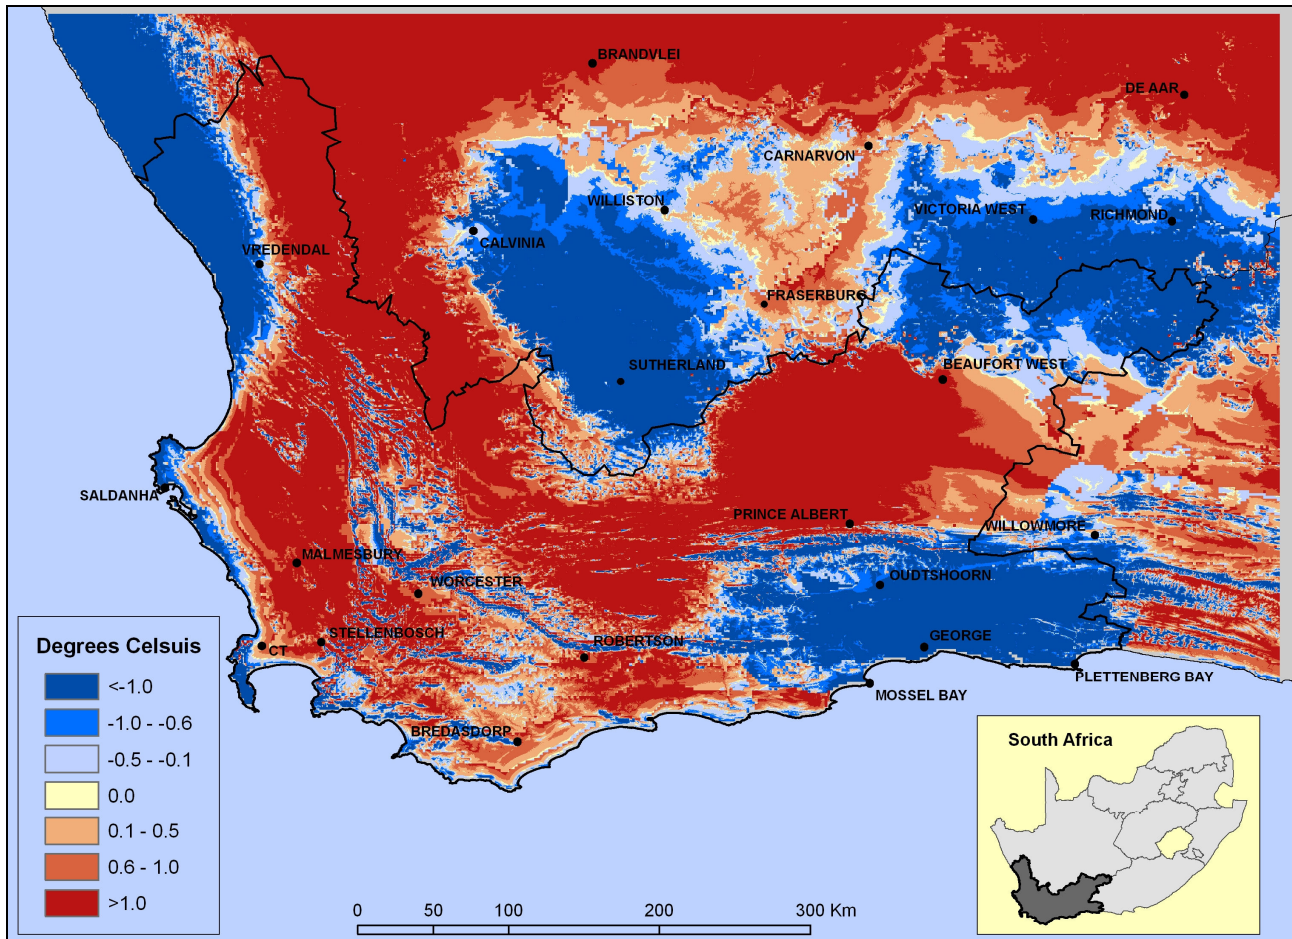 BRANDVLEI
DE AAR
CARNARVON
WILLISTON
VICTORIA WEST
RICHMOND
CALVINIA
VREDENDAL
FRASERBURG
SUTHERLAND
BEAUFORT WEST
SALDANHA
PRINCE ALBERT
WILLOWMORE
MALMESBURY
WORCESTER
OUDTSHOORN
STELLENBOSCH
CT
ROBERTSON
GEORGE
PLETTENBERG BAY
MOSSEL BAY
BREDASDORP
Degrees Celsuis
<-1.0
-1.0 - -0.6
-0.5 - -0.1
0.0
0.1 - 0.5
0.6 - 1.0
>1.0
0 50 100 200 300 Km
South Africa